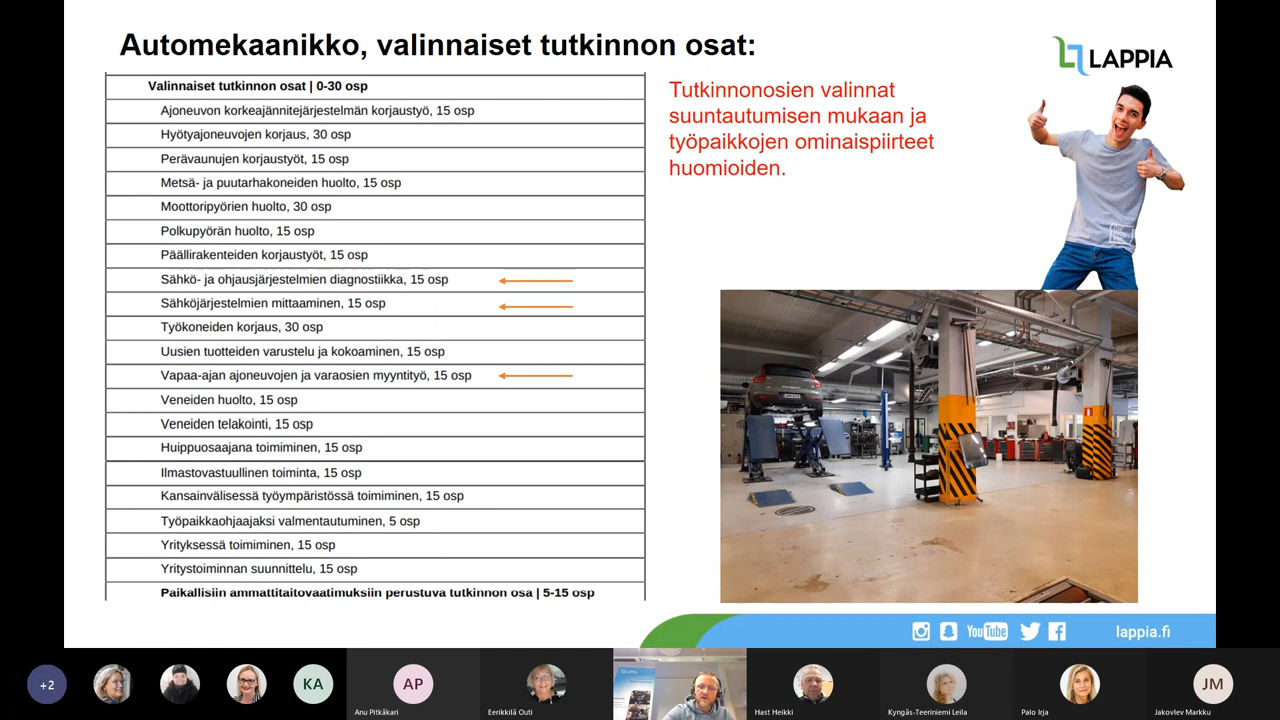 Automekaanikko, valinnaiset tutkinnon osat:
LAPPIA
Valinnaiset tutkinnon osat | 0-30 osp
Ajoneuvon korkeajännitejärjestelmän korjaustyö, 15 osp
Hyötyajoneuvojen korjaus, 30 osp
Perävaunujen korjaustyöt, 15 osp
Metsä- ja puutarhakoneiden huolto, 15 osp
Moottoripyörien huolto, 30 osp
Polkupyörän huolto, 15 osp
Päällirakenteiden korjaustyöt, 15 osp
Sähkö- ja ohjausjärjestelmien diagnostiikka, 15 osp
Sähköjärjestelmien mittaaminen, 15 osp
Työkoneiden korjaus, 30 osp
Uusien tuotteiden varustelu ja kokoaminen, 15 osp
Vapaa-ajan ajoneuvojen ja varaosien myyntityö, 15 osp
Veneiden huolto, 15 osp
Veneiden telakointi, 15 osp
Huippuosaajana toimiminen, 15 osp
Ilmastovastuullinen toiminta, 15 osp
Kansainvälisessä työympäristössä toimiminen, 15 osp
Työpaikkaohjaajaksi valmentautuminen, 5 osp
Yrityksessä toimiminen, 15 osp
Yritystoiminnan suunnittelu, 15 osp
Paikallisiin ammattitaitovaatimuksiin perustuva tutkinnon osa | 5-15 osp
Tutkinnonosien valinnat
suuntautumisen mukaan ja
työpaikkojen ominaispiirteet
huomioiden.
YouTube
lappia.fi
+2
KA
AP
JM
Anu Pitkäkari
Eerikkilä Outi
Hast Heikki
Kyngäs-Teeriniemi Leila
Palo Irja
Jakovlev Markku